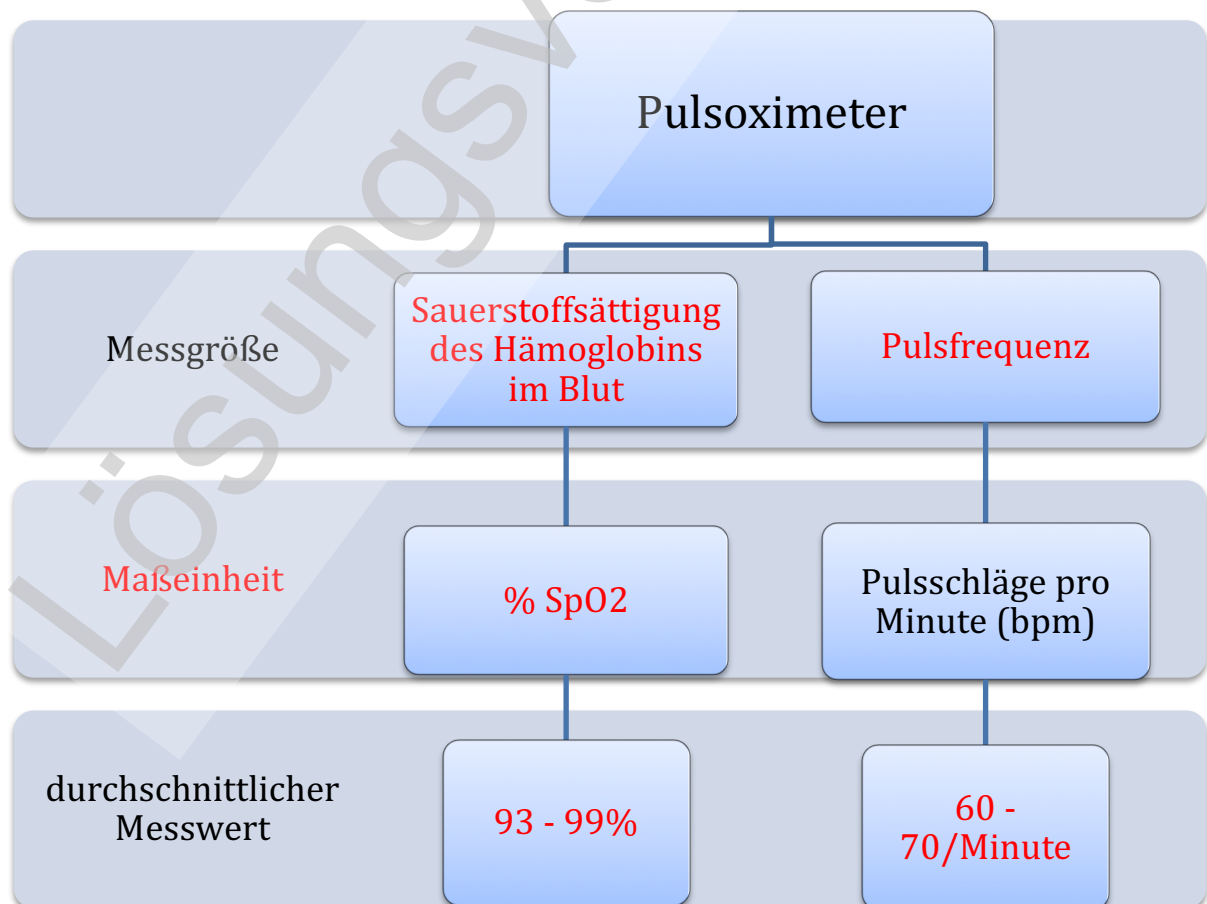 Pulsoximeter
Messgröße
Sauerstoffsättigung
des Hämoglobins
im Blut
Pulsfrequenz
Maßeinheit
% SpO2
Pulsschläge pro
Minute (bpm)
durchschnittlicher
Messwert
93 - 99%
60 -
70/Minute
Lösungsv